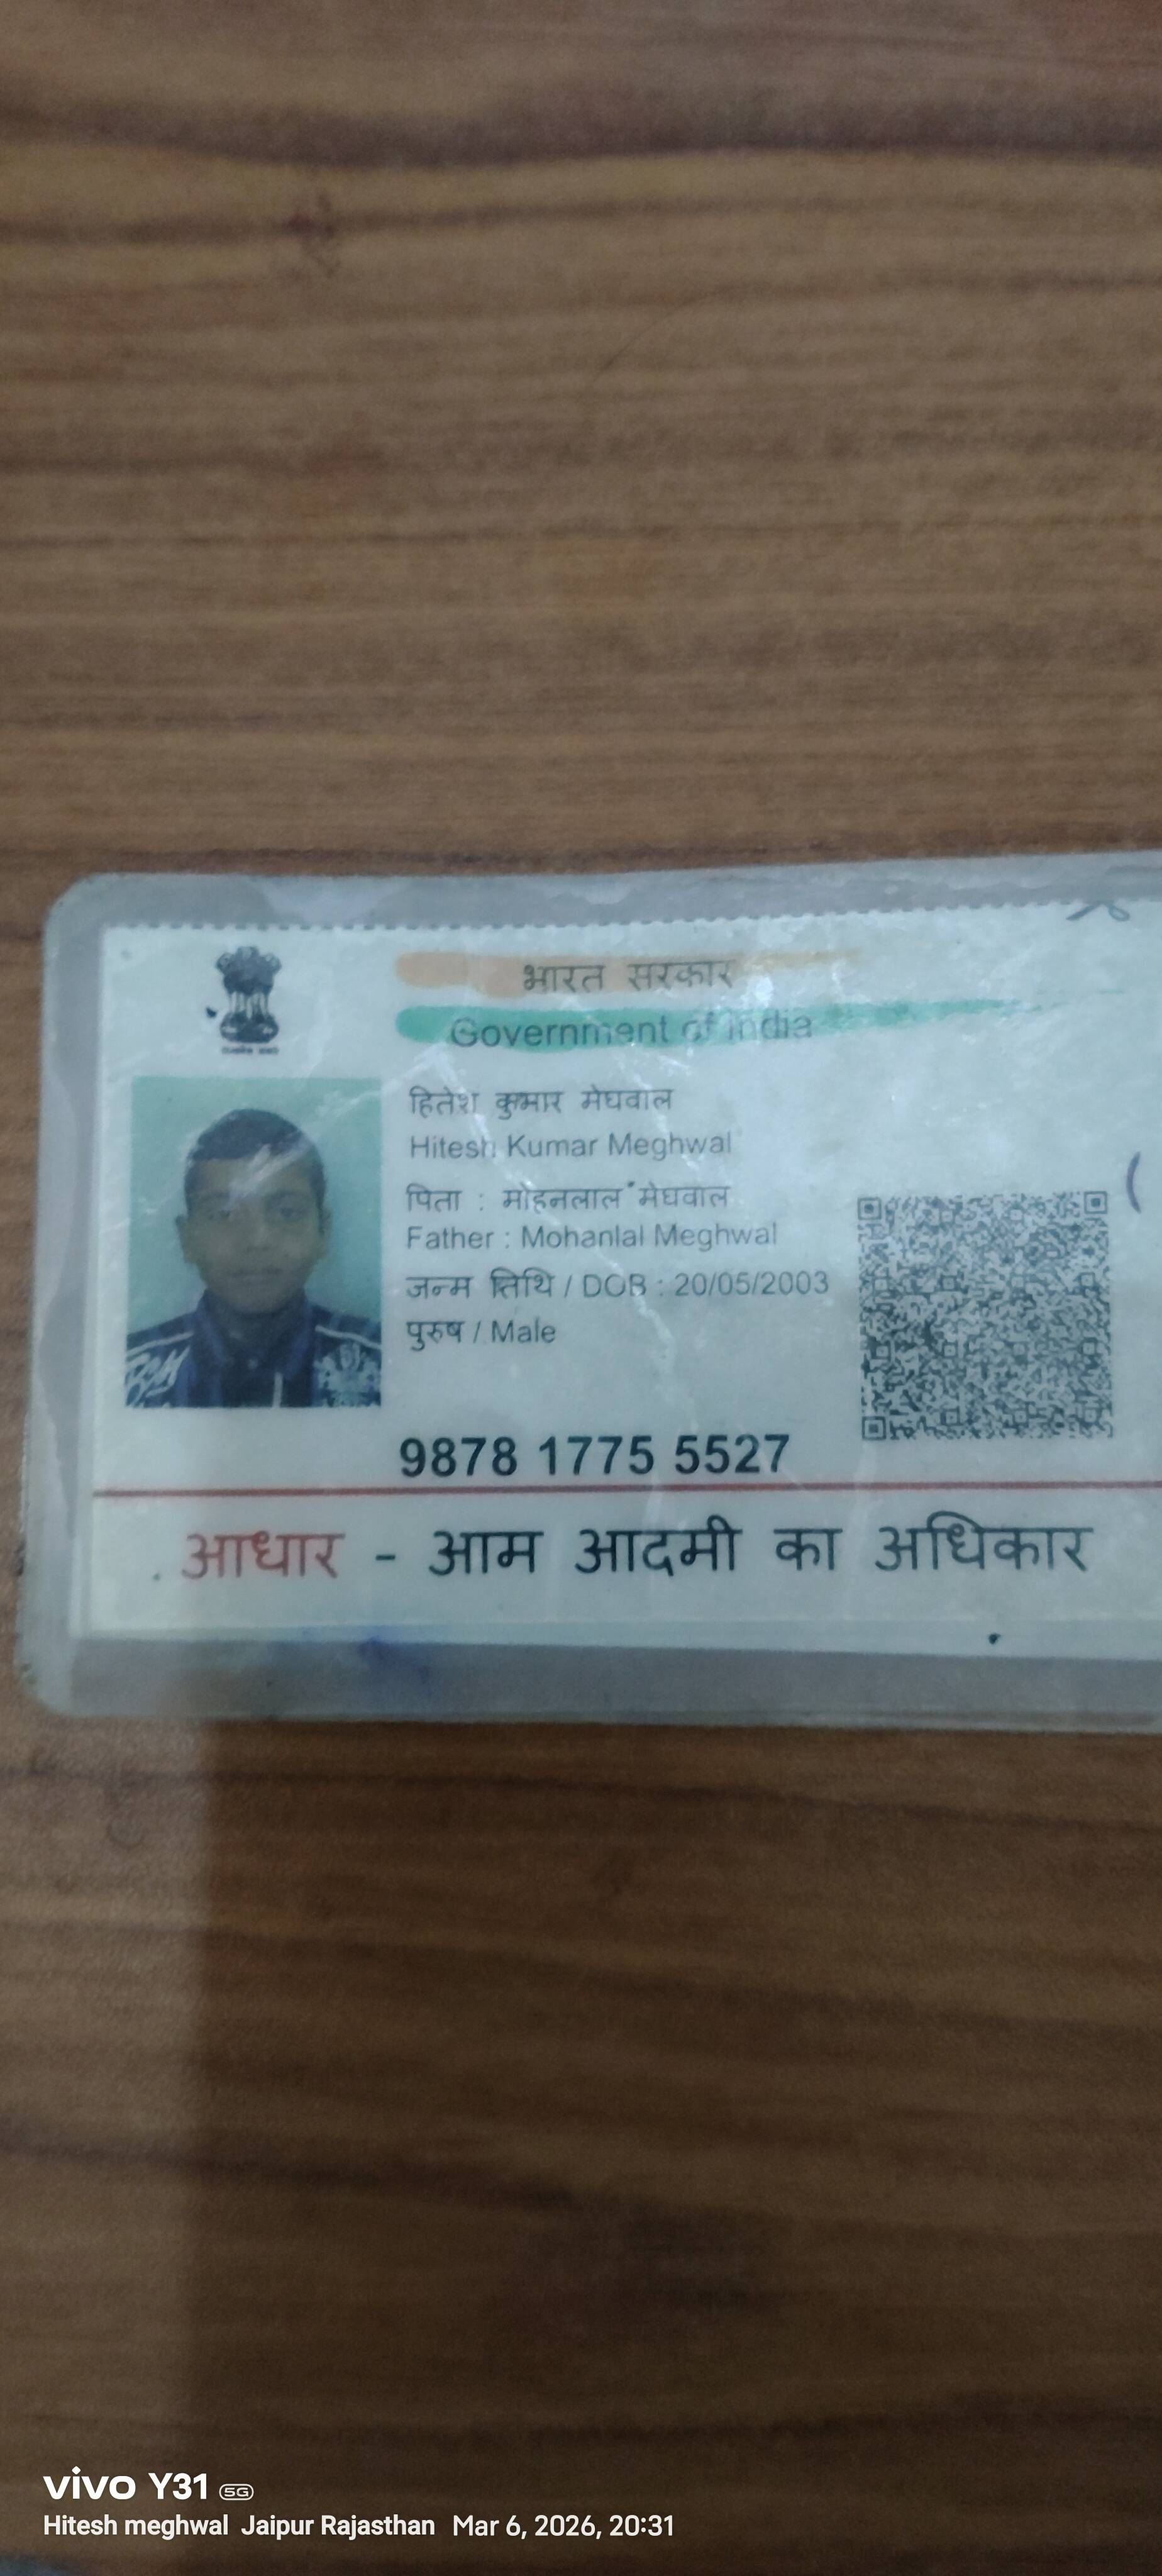 भारत सरकार
Government of India
हितेश कुमार मेघवाल
Hitesh Kumar Meghwal
पिता : मोहनलाल मेघवाल
Father : Mohanlal Meghwal
जन्म तिथि / DOB : 20/05/2003
पुरुष / Male
9878 1775 5527
आधार - आम आदमी का अधिकार
vivo Y31 5G
Hitesh meghwal Jaipur Rajasthan Mar 6, 2026, 20:31